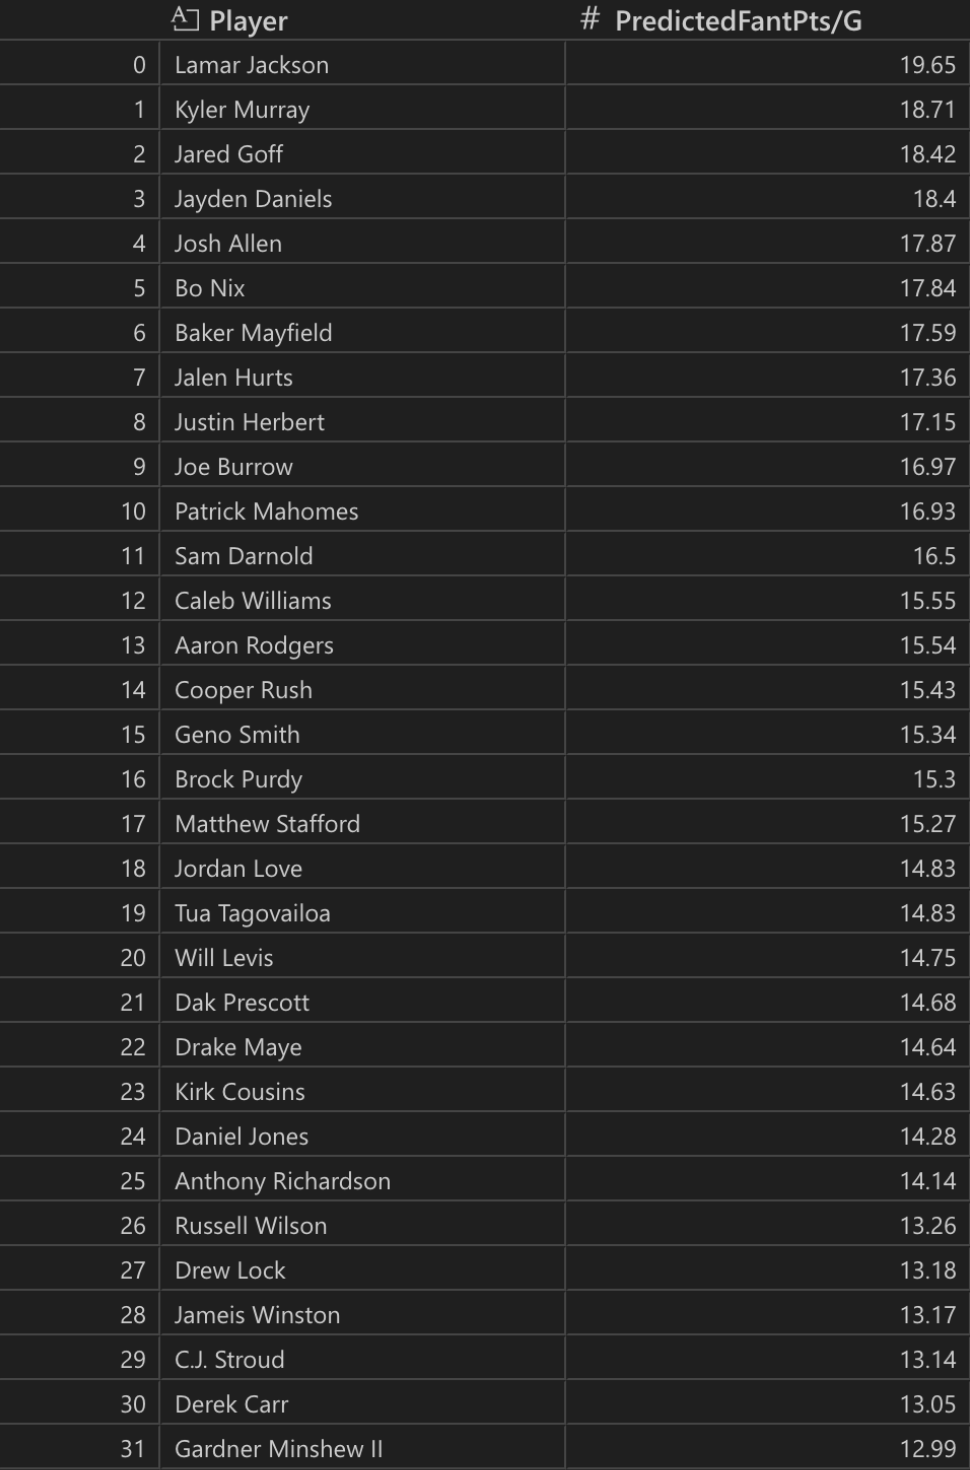 Player # PredictedFantPts/G
0 Lamar Jackson 19.65
1 Kyler Murray 18.71
2 Jared Goff 18.42
3 Jayden Daniels 18.4
4 Josh Allen 17.87
5 Bo Nix 17.84
6 Baker Mayfield 17.59
7 Jalen Hurts 17.36
8 Justin Herbert 17.15
9 Joe Burrow 16.97
10 Patrick Mahomes 16.93
11 Sam Darnold 16.5
12 Caleb Williams 15.55
13 Aaron Rodgers 15.54
14 Cooper Rush 15.43
15 Geno Smith 15.34
16 Brock Purdy 15.3
17 Matthew Stafford 15.27
18 Jordan Love 14.83
19 Tua Tagovailoa 14.83
20 Will Levis 14.75
21 Dak Prescott 14.68
22 Drake Maye 14.64
23 Kirk Cousins 14.63
24 Daniel Jones 14.28
25 Anthony Richardson 14.14
26 Russell Wilson 13.26
27 Drew Lock 13.18
28 Jameis Winston 13.17
29 C.J. Stroud 13.14
30 Derek Carr 13.05
31 Gardner Minshew II 12.99